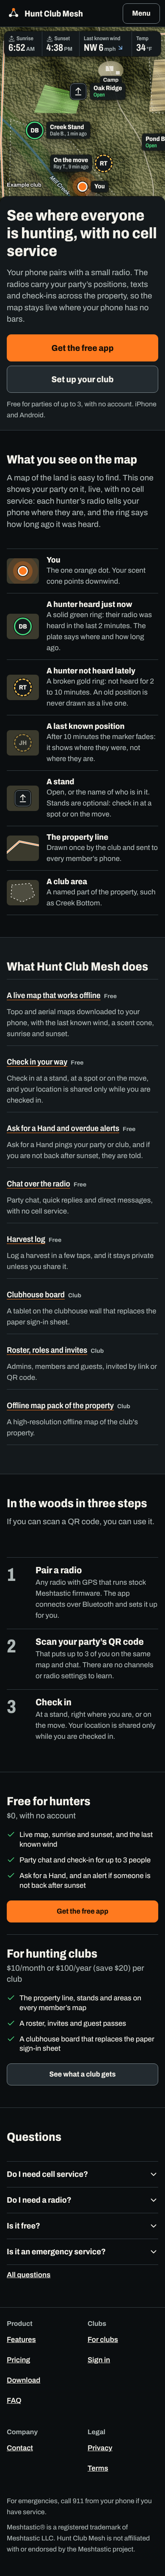 Hunt Club Mesh
Menu
Sunrise
6:52 AM
Sunset
4:38 PM
Last known wind
NW 6 mph
Temp
34 °F
Camp
Oak Ridge
Open
DB
Creek Stand
Dale B., 1 min ago
Pond B
Open
On the move
Ray T., 9 min ago
RT
Mill Creek
Example club
You
See where everyone
is hunting, with no cell
service
Your phone pairs with a small radio. The
radios carry your party's positions, texts
and check-ins across the property, so the
map stays live when your phone has no
bars.
Get the free app
Set up your club
Free for parties of up to 3, with no account. iPhone
and Android.
What you see on the map
A map of the land is easy to find. This one
shows your party on it, live, with no cell
service: each hunter's radio tells your
phone where they are, and the ring says
how long ago it was heard.
You
The one orange dot. Your scent
cone points downwind.
DB
A hunter heard just now
A solid green ring: their radio was
heard in the last 2 minutes. The
label says where and how long
ago.
RT
A hunter not heard lately
A broken gold ring: not heard for 2
to 10 minutes. An old position is
never drawn as a live one.
JH
A last known position
After 10 minutes the marker fades:
it shows where they were, not
where they are.
A stand
Open, or the name of who is in it.
Stands are optional: check in at a
spot or on the move.
The property line
Drawn once by the club and sent to
every member's phone.
A club area
A named part of the property, such
as Creek Bottom.
What Hunt Club Mesh does
A live map that works offline Free
Topo and aerial maps downloaded to your
phone, with the last known wind, a scent cone,
sunrise and sunset.
Check in your way Free
Check in at a stand, at a spot or on the move,
and your location is shared only while you are
checked in.
Ask for a Hand and overdue alerts Free
Ask for a Hand pings your party or club, and if
you are not back after sunset, they are told.
Chat over the radio Free
Party chat, quick replies and direct messages,
with no cell service.
Harvest log Free
Log a harvest in a few taps, and it stays private
unless you share it.
Clubhouse board Club
A tablet on the clubhouse wall that replaces the
paper sign-in sheet.
Roster, roles and invites Club
Admins, members and guests, invited by link or
QR code.
Offline map pack of the property Club
A high-resolution offline map of the club's
property.
In the woods in three steps
If you can scan a QR code, you can use it.
1
Pair a radio
Any radio with GPS that runs stock
Meshtastic firmware. The app
connects over Bluetooth and sets it up
for you.
2
Scan your party's QR code
That puts up to 3 of you on the same
map and chat. There are no channels
or radio settings to learn.
3
Check in
At a stand, right where you are, or on
the move. Your location is shared only
while you are checked in.
Free for hunters
$0, with no account
Live map, sunrise and sunset, and the last
known wind
Party chat and check-in for up to 3 people
Ask for a Hand, and an alert if someone is
not back after sunset
Get the free app
For hunting clubs
$10/month or $100/year (save $20) per
club
The property line, stands and areas on
every member's map
A roster, invites and guest passes
A clubhouse board that replaces the paper
sign-in sheet
See what a club gets
Questions
Do I need cell service?
Do I need a radio?
Is it free?
Is it an emergency service?
All questions
Product
Features
Pricing
Download
FAQ
Clubs
For clubs
Sign in
Company
Contact
Legal
Privacy
Terms
For emergencies, call 911 from your phone if you
have service.
Meshtastic® is a registered trademark of
Meshtastic LLC. Hunt Club Mesh is not affiliated
with or endorsed by the Meshtastic project.